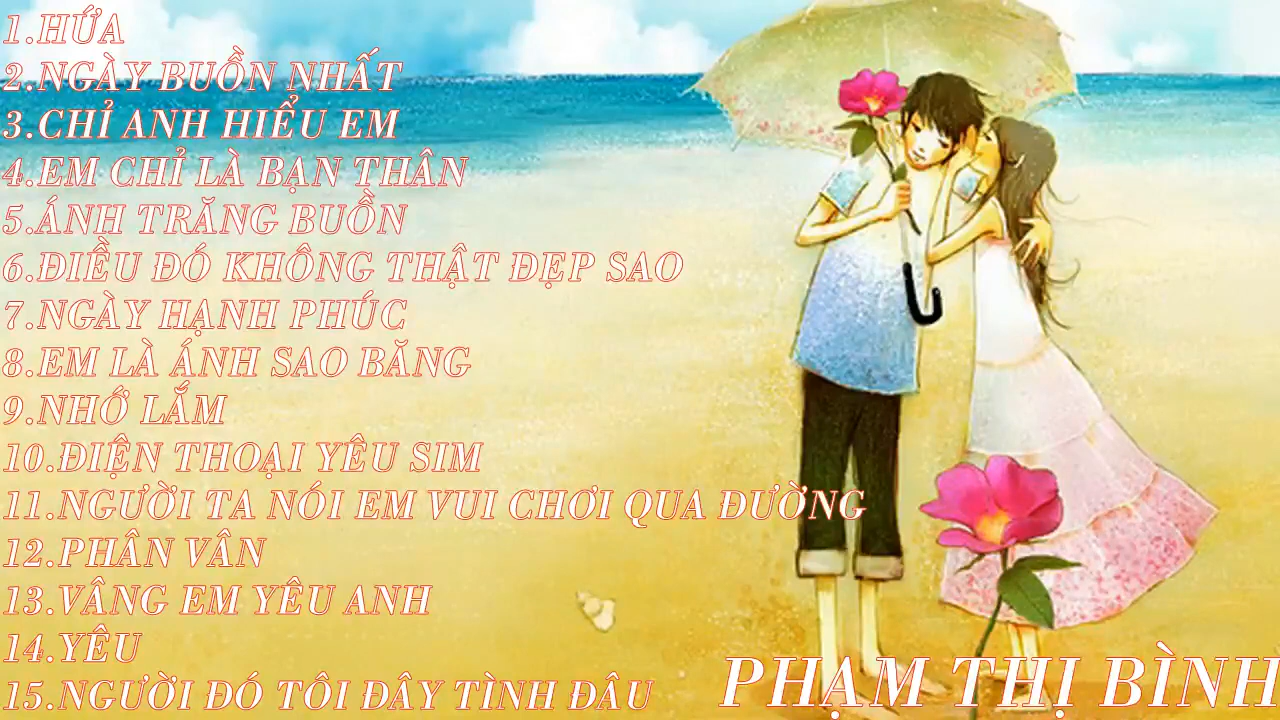 1.HỨA
2.NGÀY BUỒN NHẤT
3.CHỈ ANH HIỂU EM
4.EM CHỈ LÀ BẠN THÂN
5.ÁNH TRĂNG BUỒN
6.ĐIỀU ĐÓ KHÔNG THẬT ĐẸP SAO
7.NGÀY HẠNH PHÚC
8.EM LÀ ÁNH SAO BĂNG
9.NHỚ LẮM
10.ĐIỆN THOẠI YÊU SIM
11.NGƯỜI TA NÓI EM VUI CHƠI QUA ĐƯỜNG
12.PHÂN VÂN
13.VÂNG EM YÊU ANH
14.YÊU
15.NGƯỜI ĐÓ TÔI ĐÂY TÌNH ĐÂU
PHẠM THỊ BÌNH